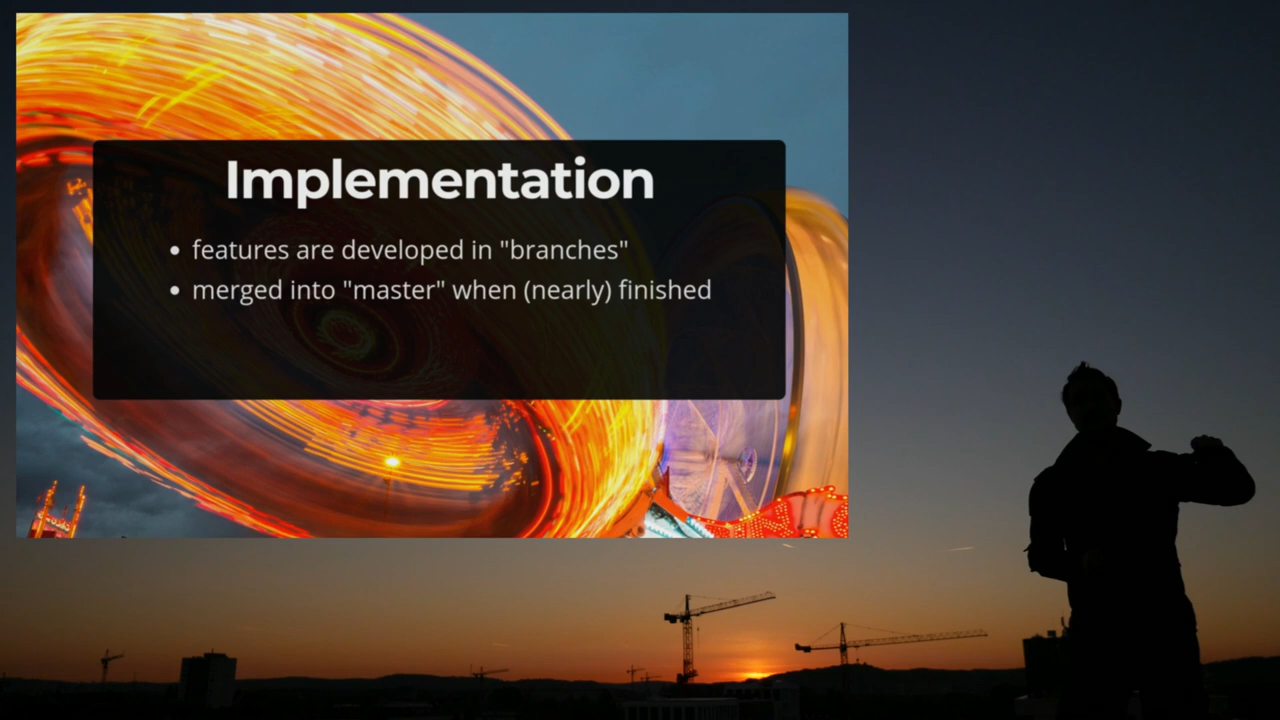 Implementation
• features are developed in "branches"
• merged into "master" when (nearly) finished